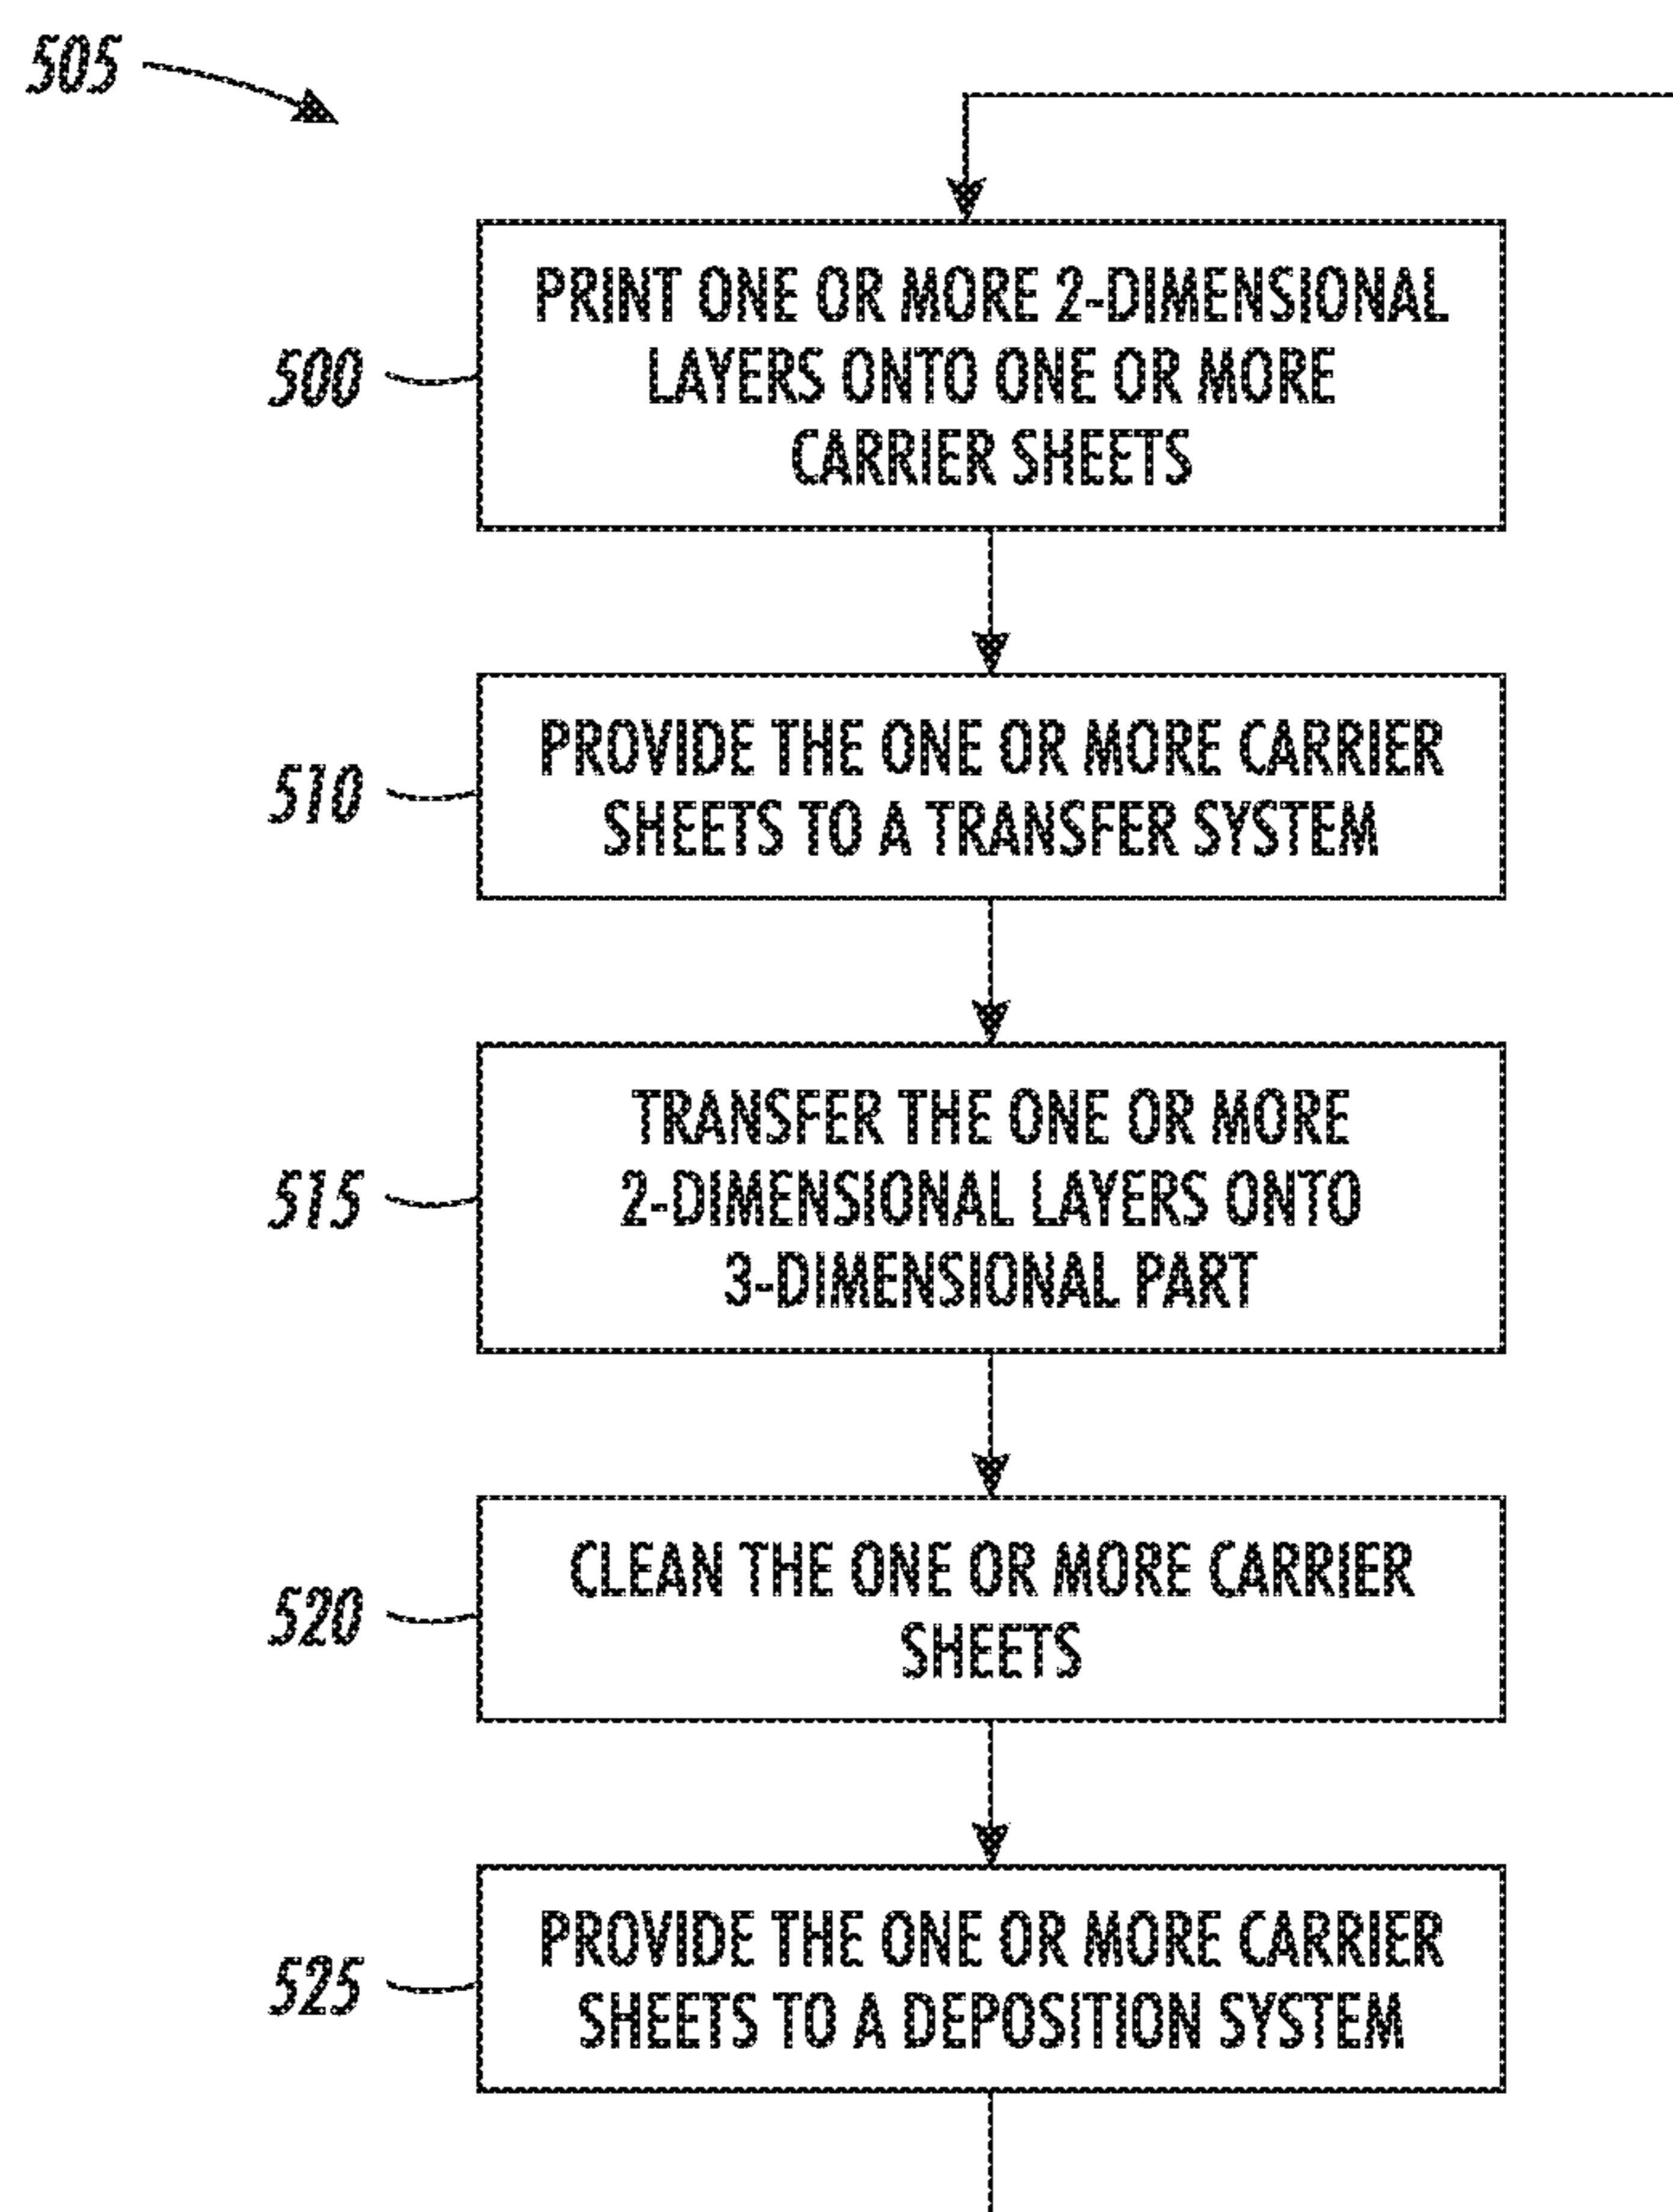 505
PRINT ONE OR MORE 2-DIMENSIONAL
LAYERS ONTO ONE OR MORE
CARRIER SHEETS
500
PROVIDE THE ONE OR MORE CARRIER
SHEETS TO A TRANSFER SYSTEM
510
TRANSFER THE ONE OR MORE
2-DIMENSIONAL LAYERS ONTO
3-DIMENSIONAL PART
515
CLEAN THE ONE OR MORE CARRIER
SHEETS
520
PROVIDE THE ONE OR MORE CARRIER
SHEETS TO A DEPOSITION SYSTEM
525